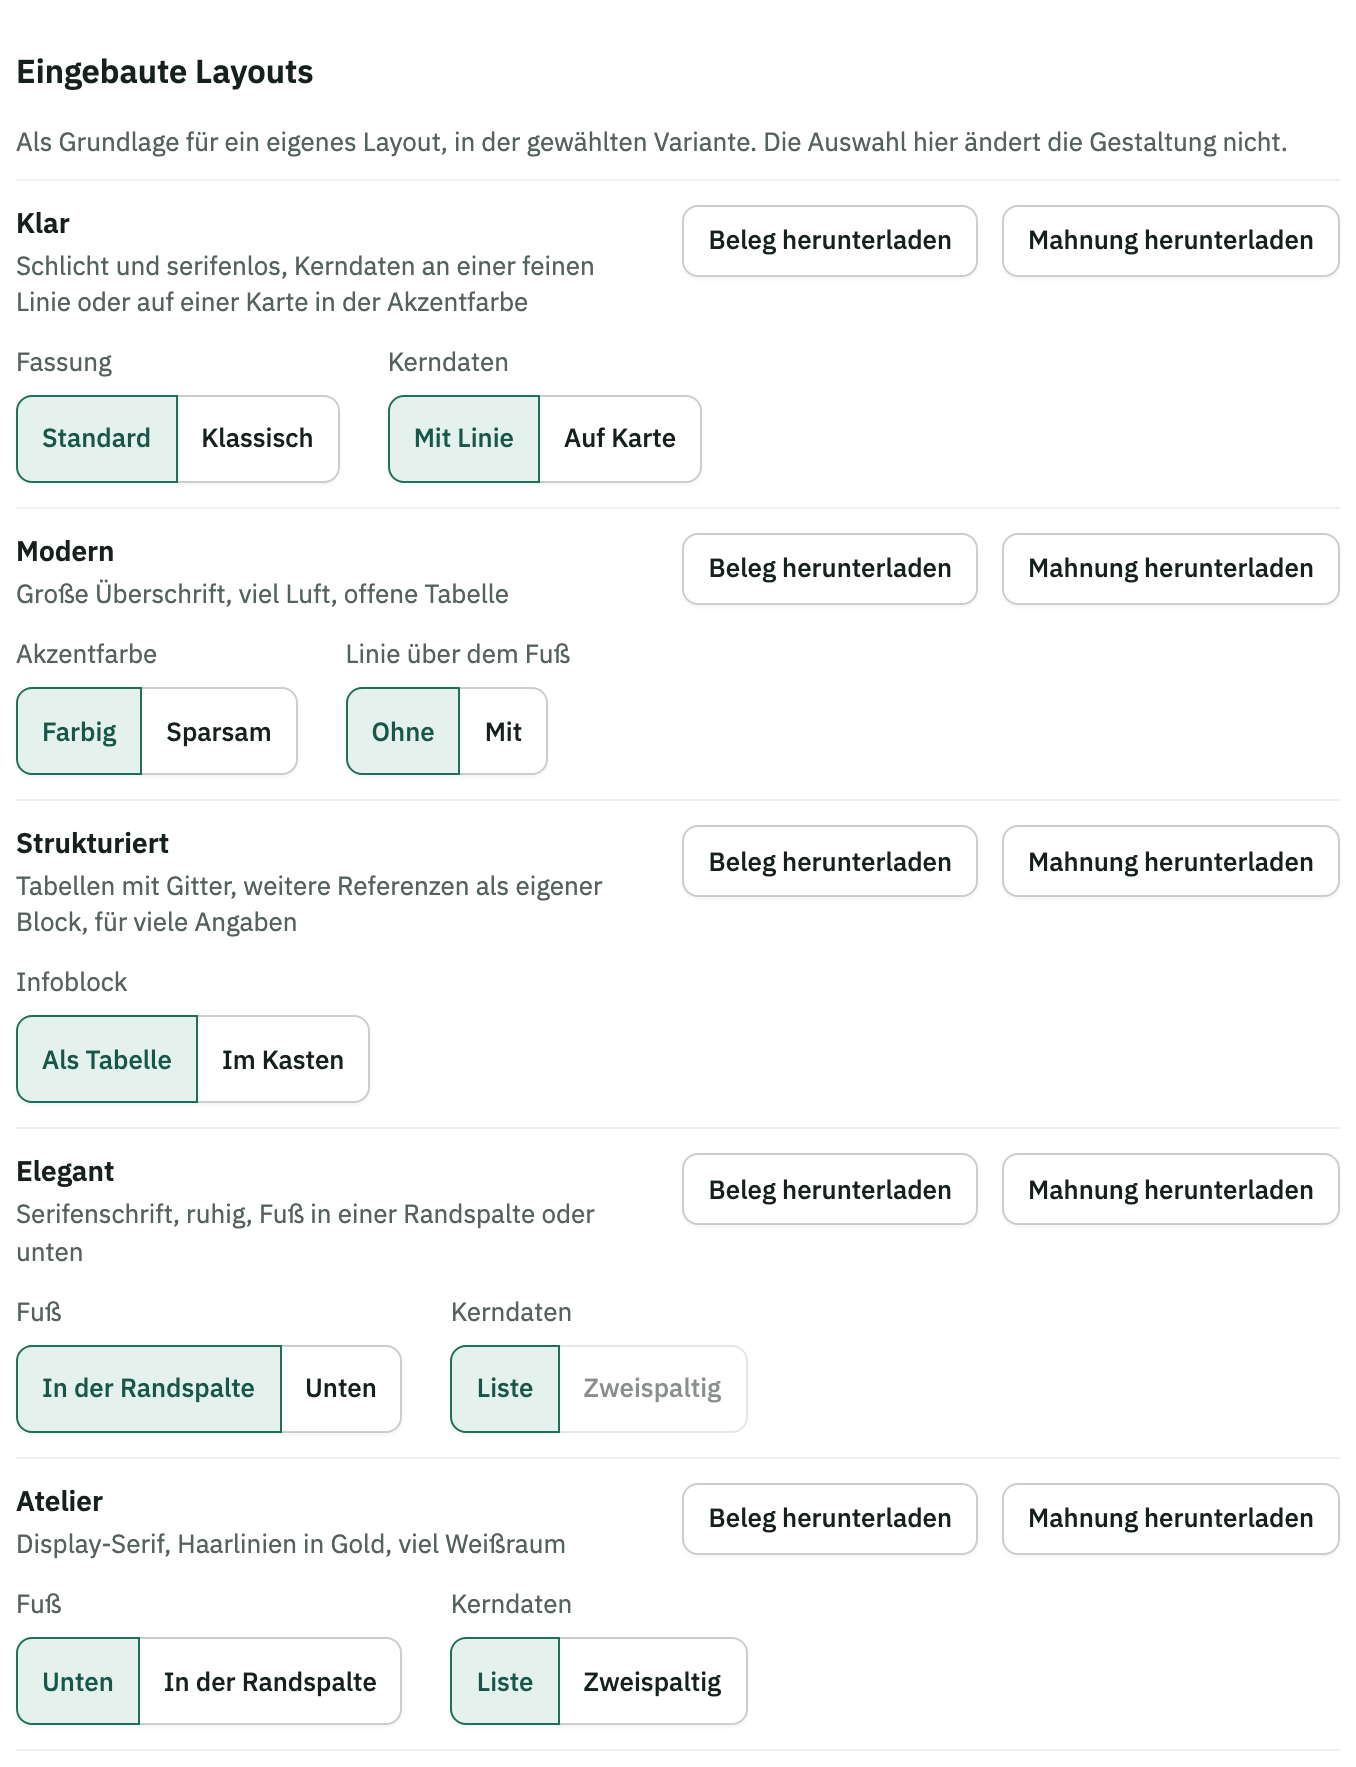 Eingebaute Layouts
Als Grundlage für ein eigenes Layout, in der gewählten Variante. Die Auswahl hier ändert die Gestaltung nicht.
Klar
Schlicht und serifenlos, Kerndaten an einer feinen
Linie oder auf einer Karte in der Akzentfarbe
Beleg herunterladen Mahnung herunterladen
Fassung Kerndaten
Standard Klassisch Mit Linie Auf Karte
Modern
Große Überschrift, viel Luft, offene Tabelle
Beleg herunterladen Mahnung herunterladen
Akzentfarbe Linie über dem Fuß
Farbig Sparsam Ohne Mit
Strukturiert
Tabellen mit Gitter, weitere Referenzen als eigener
Block, für viele Angaben
Beleg herunterladen Mahnung herunterladen
Infoblock
Als Tabelle Im Kasten
Elegant
Serifenschrift, ruhig, Fuß in einer Randspalte oder
unten
Beleg herunterladen Mahnung herunterladen
Fuß Kerndaten
In der Randspalte Unten Liste Zweispaltig
Atelier
Display-Serif, Haarlinien in Gold, viel Weißraum
Beleg herunterladen Mahnung herunterladen
Fuß Kerndaten
Unten In der Randspalte Liste Zweispaltig